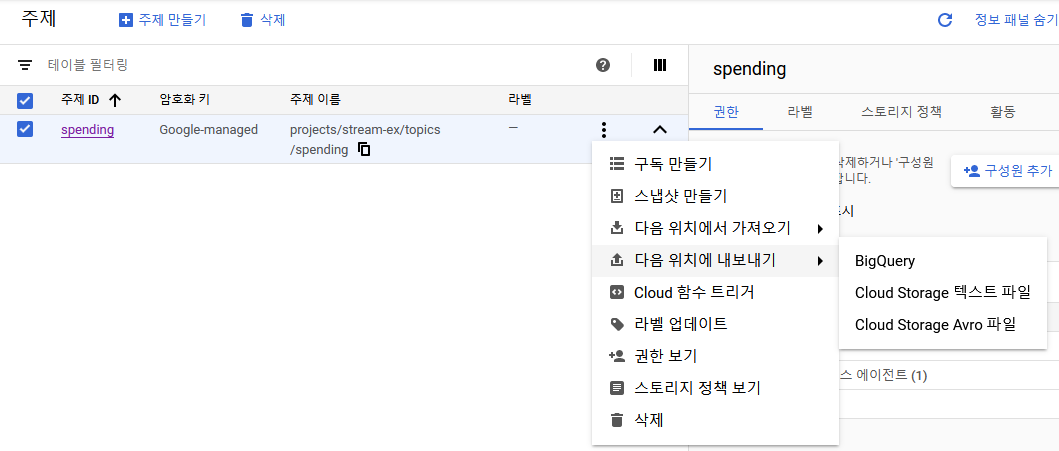 주제
주제 만들기
삭제
정보 패널 숨기기
테이블 필터링
spending
주제 ID
암호화 키
주제 이름
라벨
권한
라벨
스토리지 정책
활동
spending
Google-managed
projects/stream-ex/topics
/spending
—
구독 만들기
스냅샷 만들기
다음 위치에서 가져오기
다음 위치에 내보내기
Cloud 함수 트리거
라벨 업데이트
권한 보기
스토리지 정책 보기
삭제
삭제하거나 '구성원
합니다.
구성원 추가
표시
BigQuery
Cloud Storage 텍스트 파일
Cloud Storage Avro 파일
스 에이전트 (1)